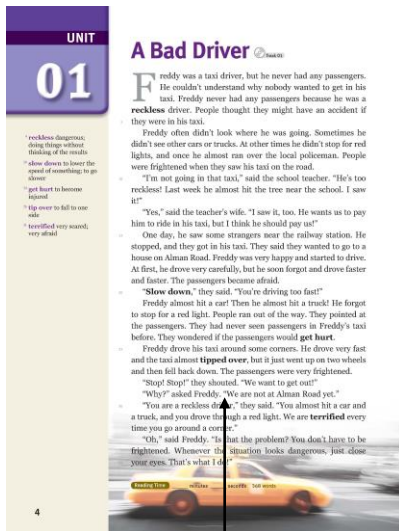 UNIT
01
A Bad Driver
Track 01
Freddy was a taxi driver, but he never had any passengers.
He couldn't understand why nobody wanted to get in his
taxi. Freddy never had any passengers because he was a
reckless driver. People thought they might have an accident if
they were in his taxi.
Freddy often didn't look where he was going. Sometimes he
didn't see other cars or trucks. At other times he didn't stop for red
lights, and once he almost ran over the local policeman. People
were frightened when they saw his taxi on the road.
"I'm not going in that taxi," said the school teacher. "He's too
reckless! Last week he almost hit the tree near the school. I saw
it!"
"Yes," said the teacher's wife. "I saw it, too. He wants us to pay
him to ride in his taxi, but I think he should pay us!"
One day, he saw some strangers near the railway station. He
stopped, and they got in his taxi. They said they wanted to go to a
house on Alman Road. Freddy was very happy and started to drive.
At first, he drove very carefully, but he soon forgot and drove faster
and faster. The passengers became afraid.
"Slow down," they said. "You're driving too fast!"
Freddy almost hit a car! Then he almost hit a truck! He forgot
to stop for a red light. People ran out of the way. They pointed at
the passengers. They had never seen passengers in Freddy's taxi
before. They wondered if the passengers would get hurt.
Freddy drove his taxi around some corners. He drove very fast
and the taxi almost tipped over, but it just went up on two wheels
and then fell back down. The passengers were very frightened.
"Stop! Stop!" they shouted. "We want to get out!"
"Why?" asked Freddy. "We are not at Alman Road yet."
"You are a reckless driver," they said. "You almost hit a car and
a truck, and you drove through a red light. We are terrified every
time you go around a corner."
"Oh," said Freddy. "Is that the problem? You don't have to be
frightened. Whenever the situation looks dangerous, just close
your eyes. That's what I do!"
reckless dangerous;
doing things without
thinking of the results
slow down to lower the
speed of something; to go
slower
get hurt to become
injured
tip over to fall to one
side
terrified very scared;
very afraid
Reading Time minutes seconds 368 words
4